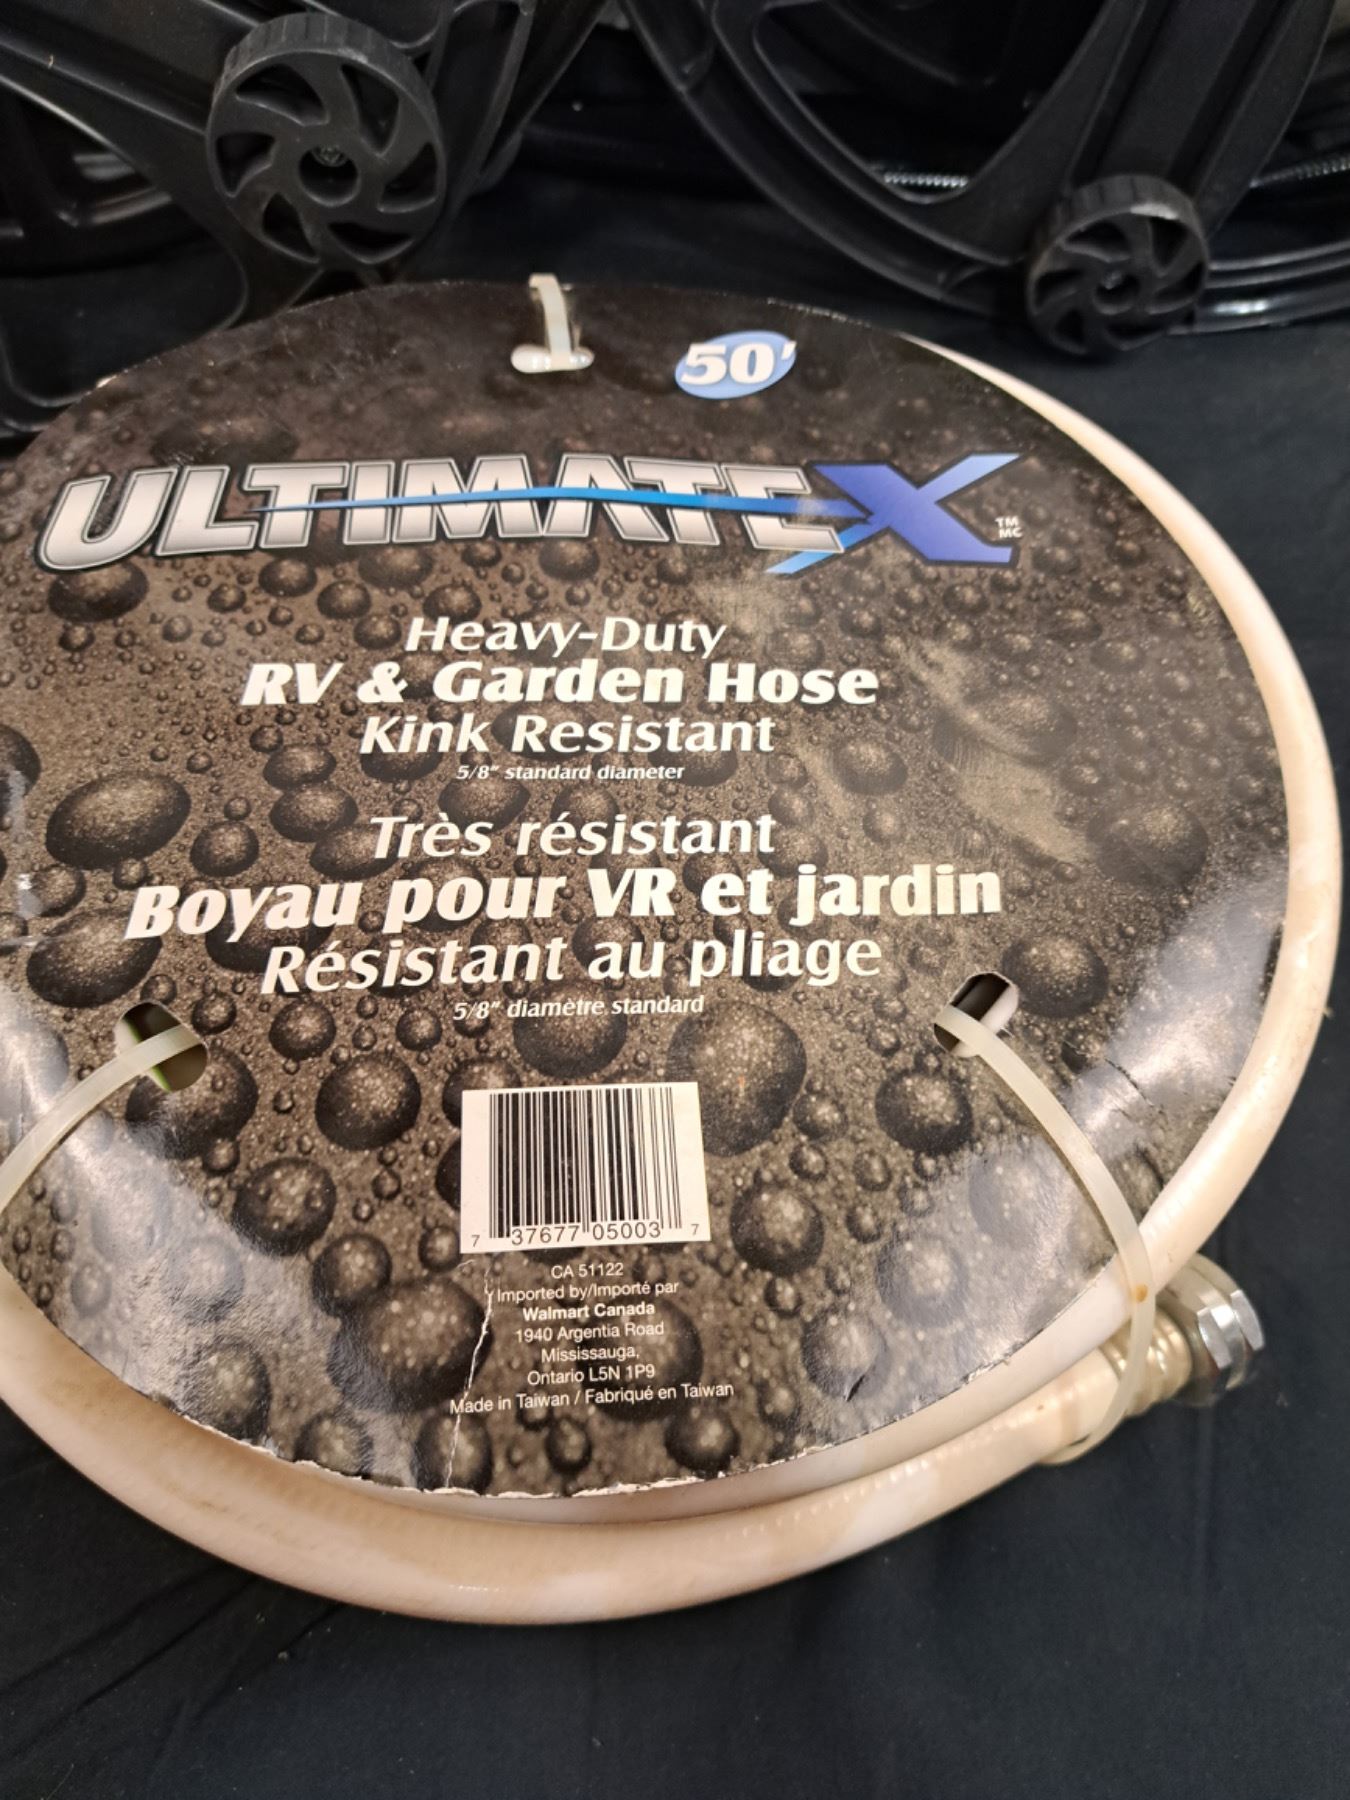 50'
ULTIMATEX
TM
MC
Heavy-Duty
RV & Garden Hose
Kink Resistant
5/8" standard diameter
Très résistant
Boyau pour VR et jardin
Résistant au pliage
5/8" diamètre standard
7 37677 05003 7
CA 51122
Imported by/Importé par
Walmart Canada
1940 Argentia Road
Mississauga,
Ontario L5N 1P9
Made in Taiwan / Fabriqué en Taiwan